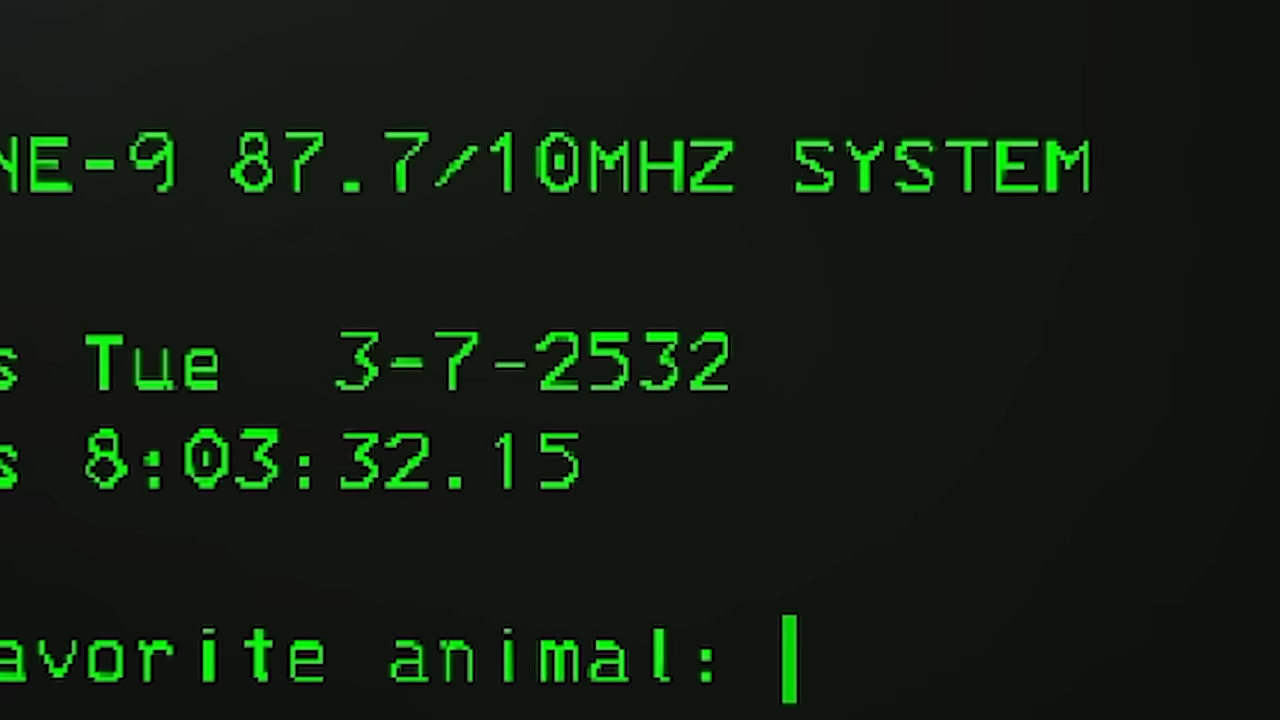 NE-9 87.7/10MHZ SYSTEM
s Tue 3-7-2532
s 8:03:32.15
avorite animal: